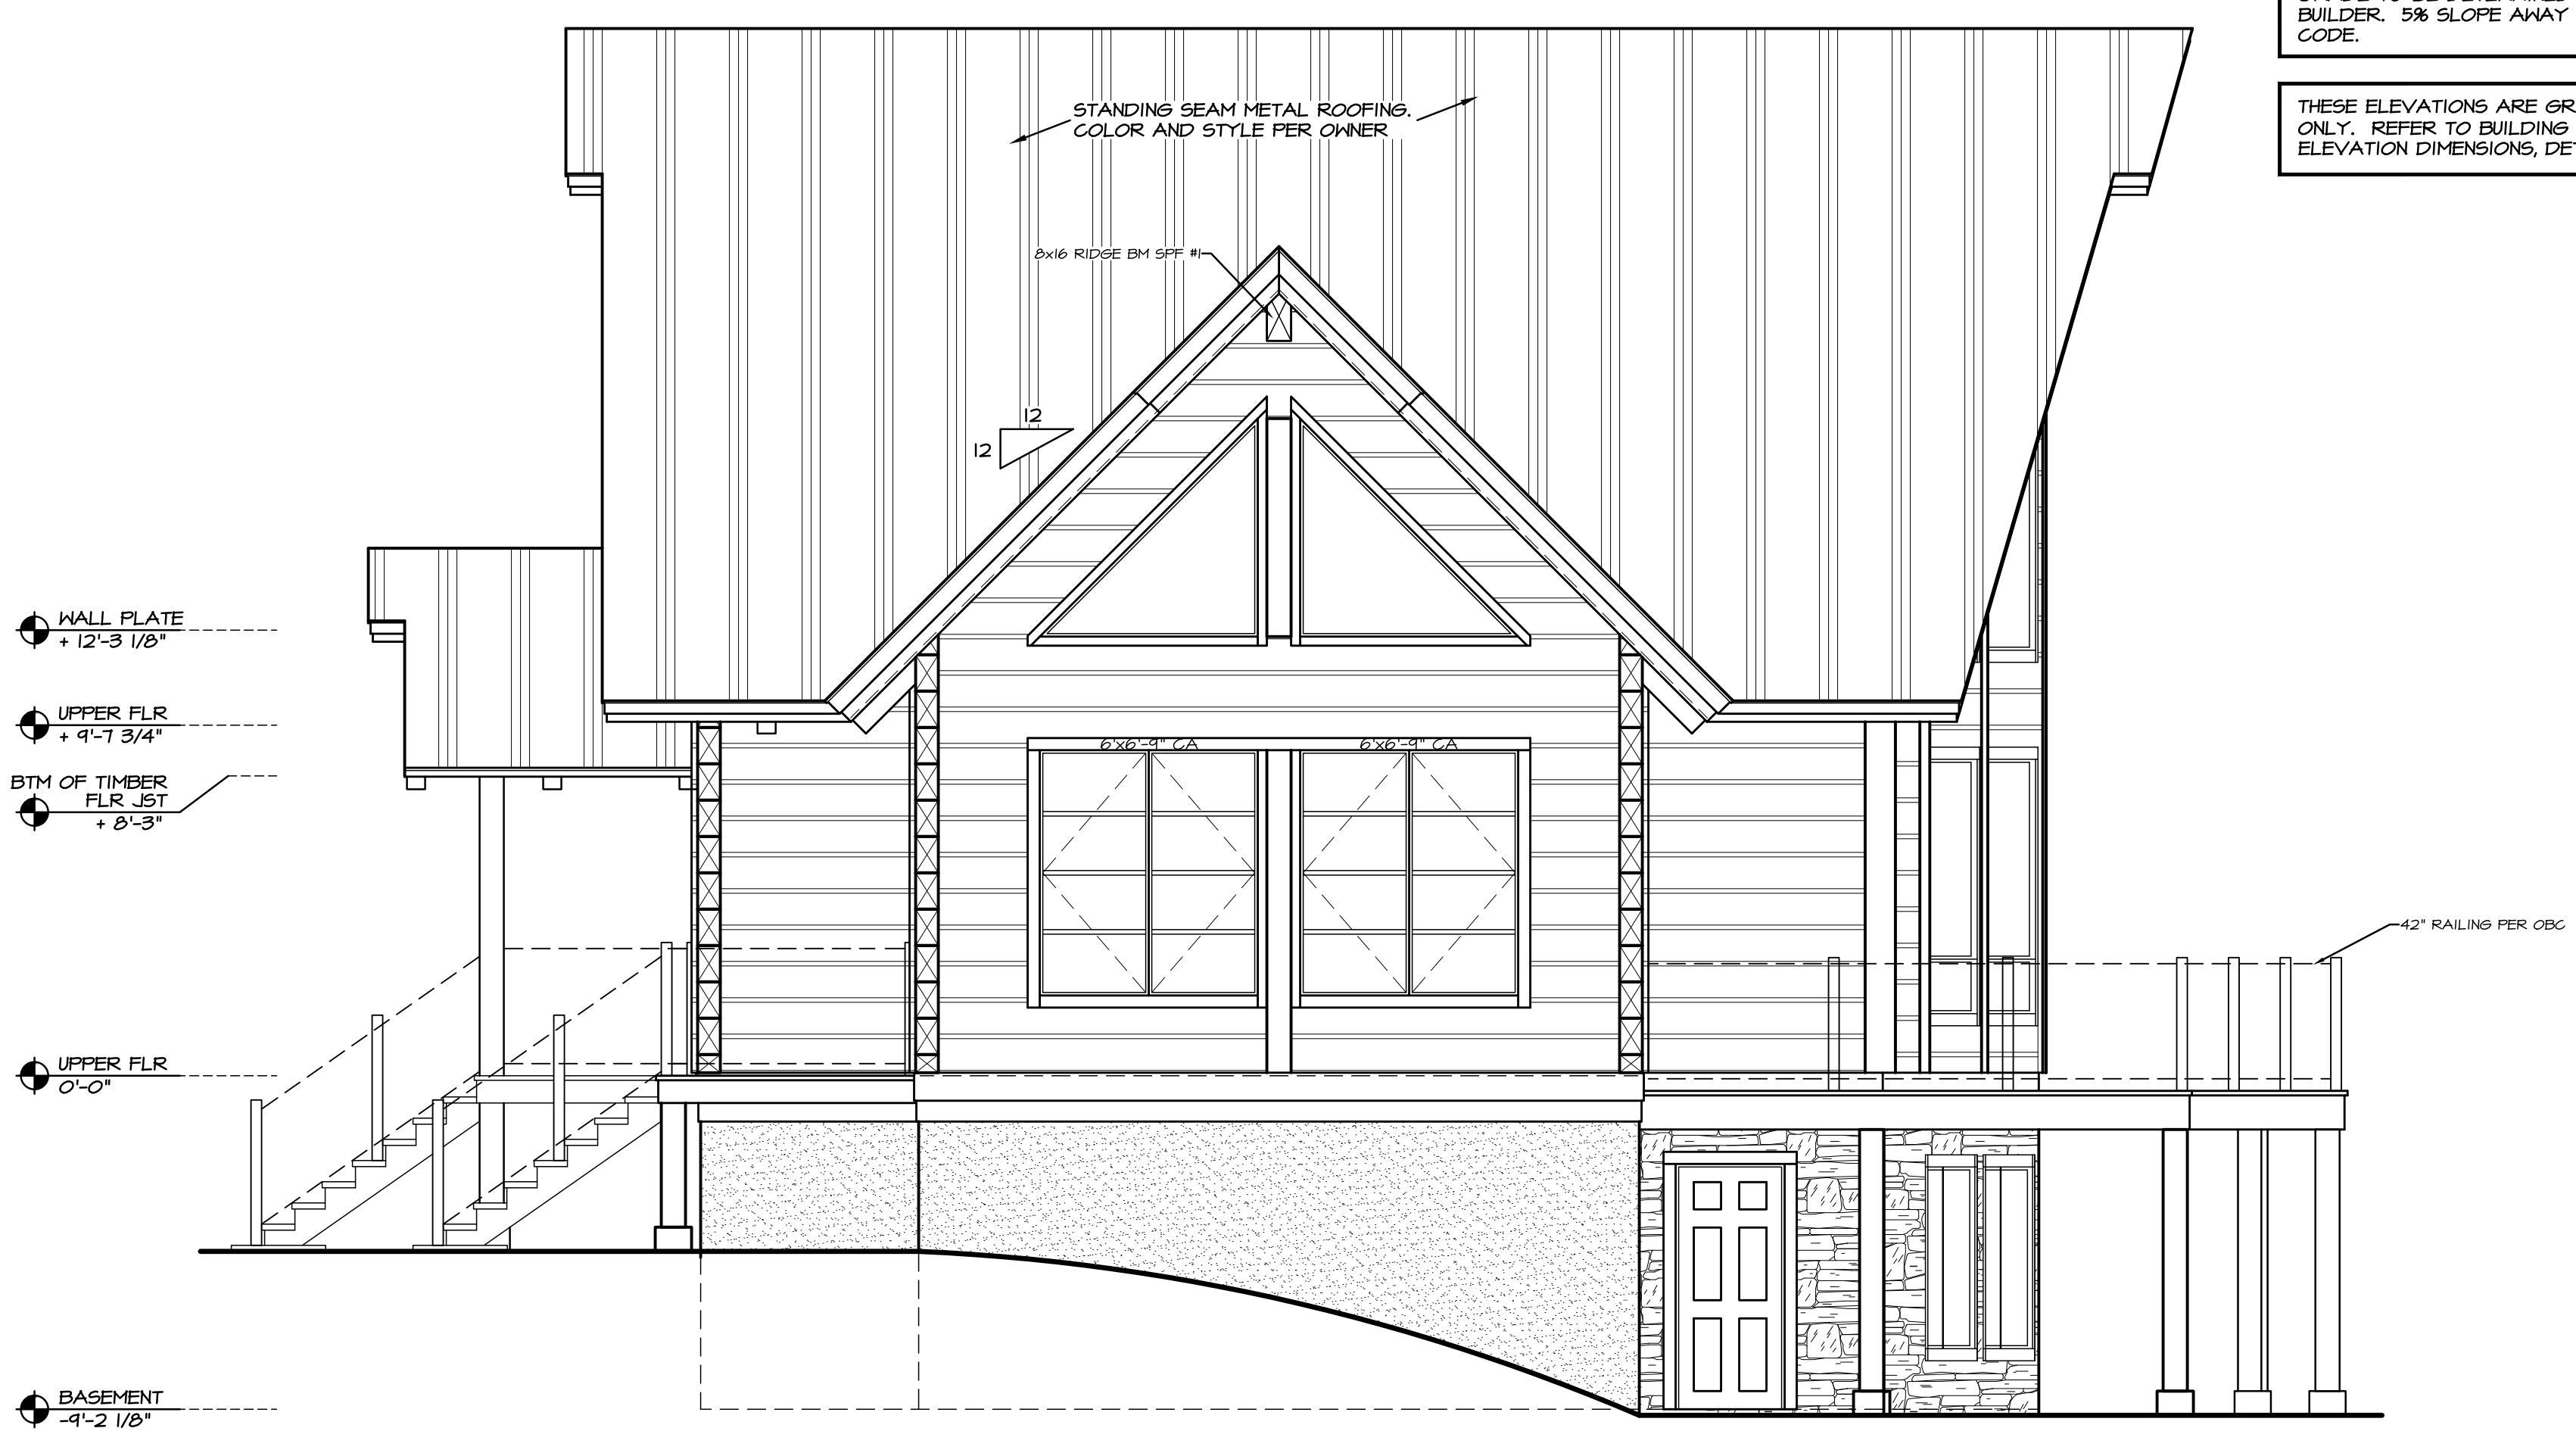 BUILDER. 5% SLOPE AWAY
CODE.
THESE ELEVATIONS ARE
ONLY. REFER TO BUILDING
ELEVATION DIMENSIONS,
STANDING SEAM METAL ROOFING.
COLOR AND STYLE PER OWNER
8x16 RIDGE BM SPF #1
12
12
WALL PLATE
+ 12'-3 1/8"
UPPER FLR
+ 9'-7 3/4"
BTM OF TIMBER
FLR JST
+ 8'-3"
6'x6'-9" CA
6'x6'-9" CA
42" RAILING PER OBC
UPPER FLR
0'-0"
BASEMENT
-9'-2 1/8"